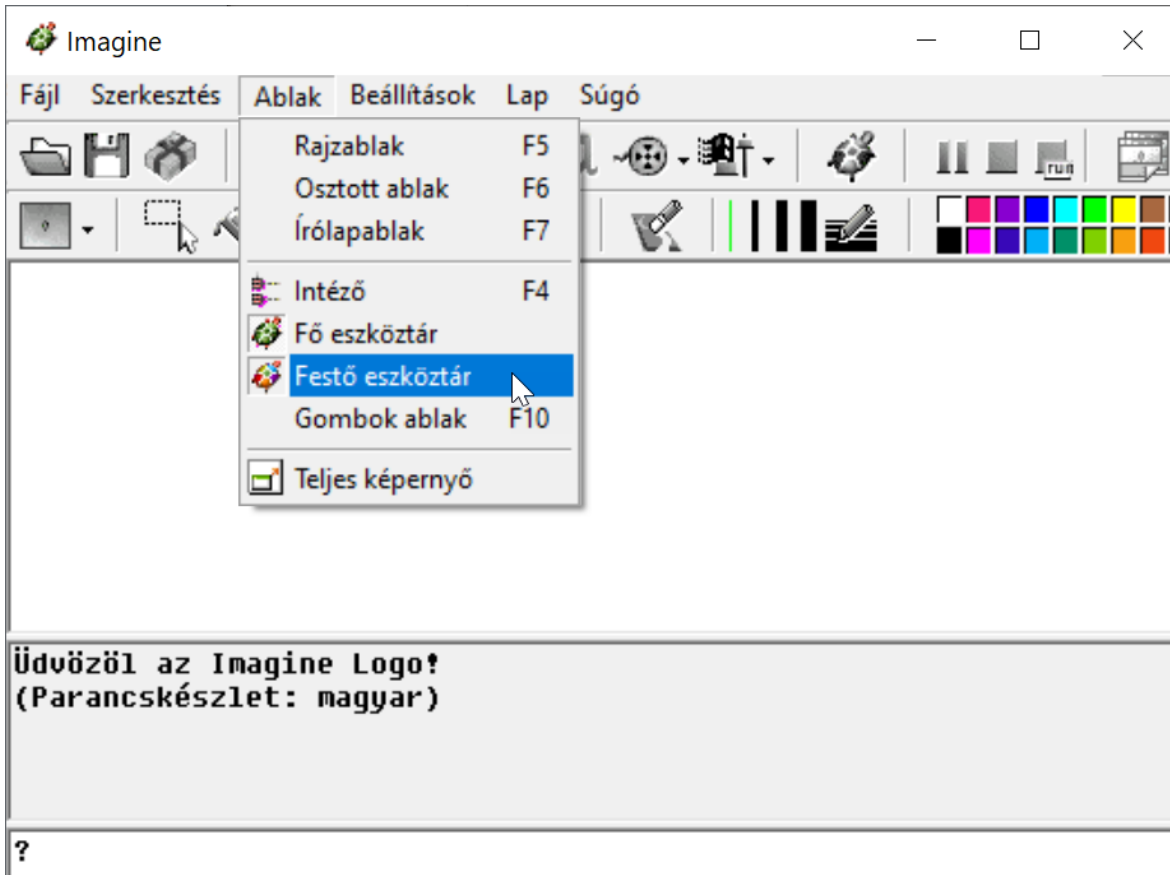 Imagine
Fájl Szerkesztés Ablak Beállítások Lap Súgó
Rajzablak F5
Osztott ablak F6
Írólapablak F7
Intéző F4
Fő eszköztár
Festő eszköztár
Gombok ablak F10
Teljes képernyő
run
Üdvözöl az Imagine Logo!
(Parancskészlet: magyar)
?